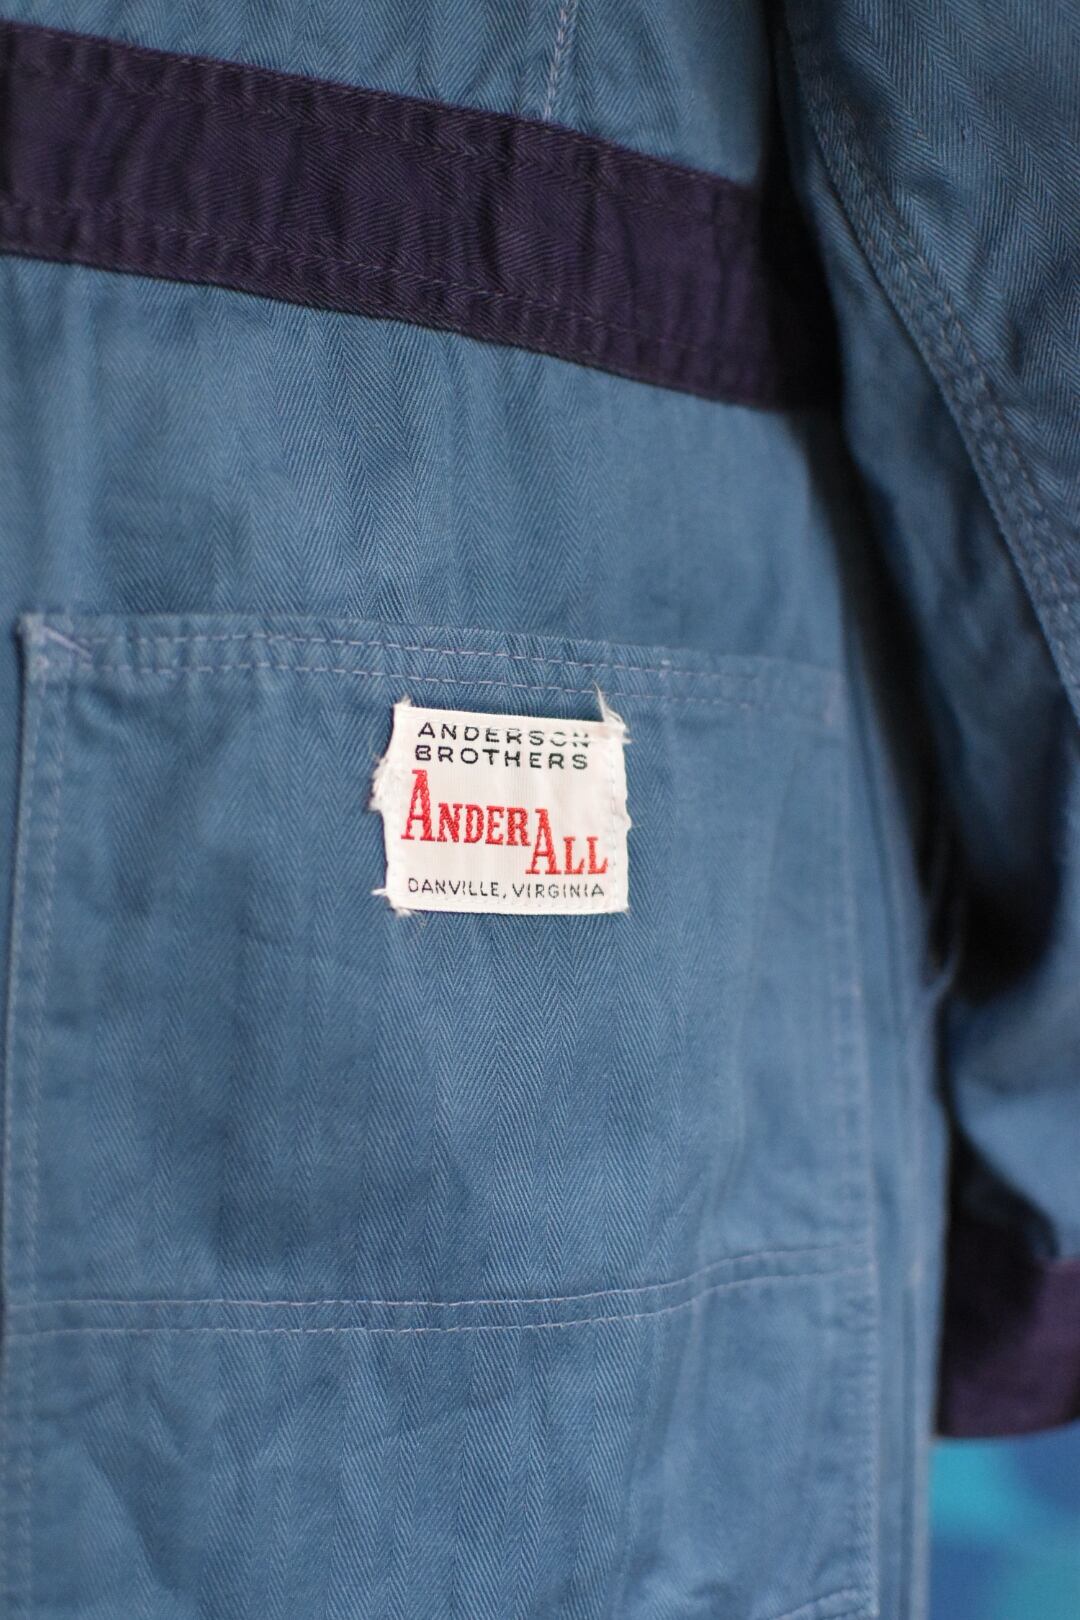 ANDERSON
BROTHERS
ANDERALL
DANVILLE, VIRGINIA